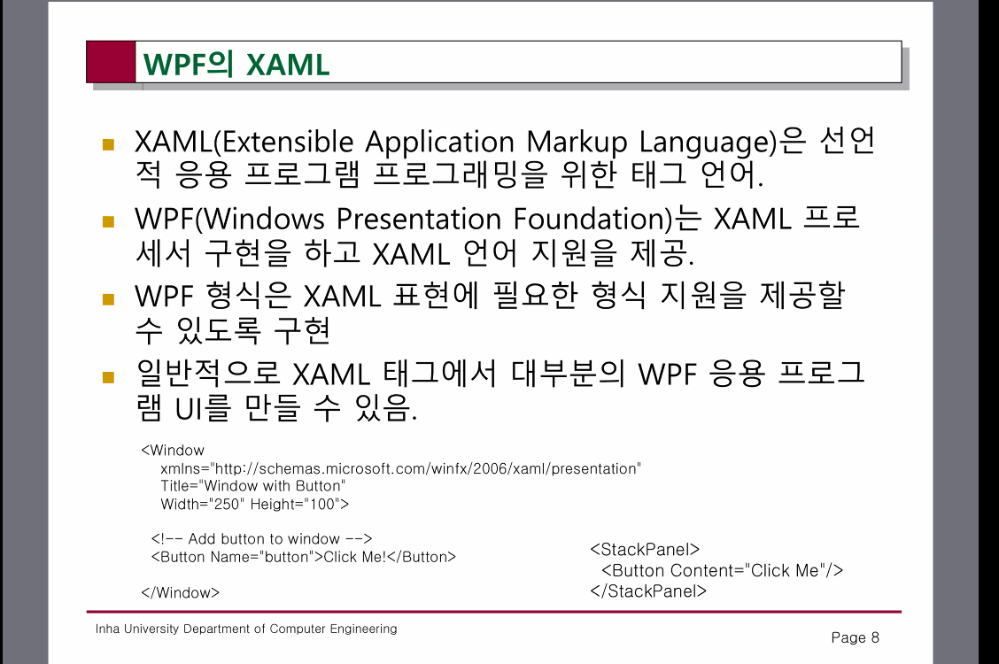 WPF의 XAML
XAML(Extensible Application Markup Language)은 선언
적 응용 프로그램 프로그래밍을 위한 태그 언어.
WPF(Windows Presentation Foundation)는 XAML 프로
세서 구현을 하고 XAML 언어 지원을 제공.
WPF 형식은 XAML 표현에 필요한 형식 지원을 제공할
수 있도록 구현
일반적으로 XAML 태그에서 대부분의 WPF 응용 프로그
램 UI를 만들 수 있음.
<Window
xmlns="http://schemas.microsoft.com/winfx/2006/xaml/presentation"
Title="Window with Button"
Width="250" Height="100">
<!-- Add button to window -->
<Button Name="button">Click Me!</Button>
</Window>
<StackPanel>
<Button Content="Click Me"/>
</StackPanel>
Inha University Department of Computer Engineering
Page 8